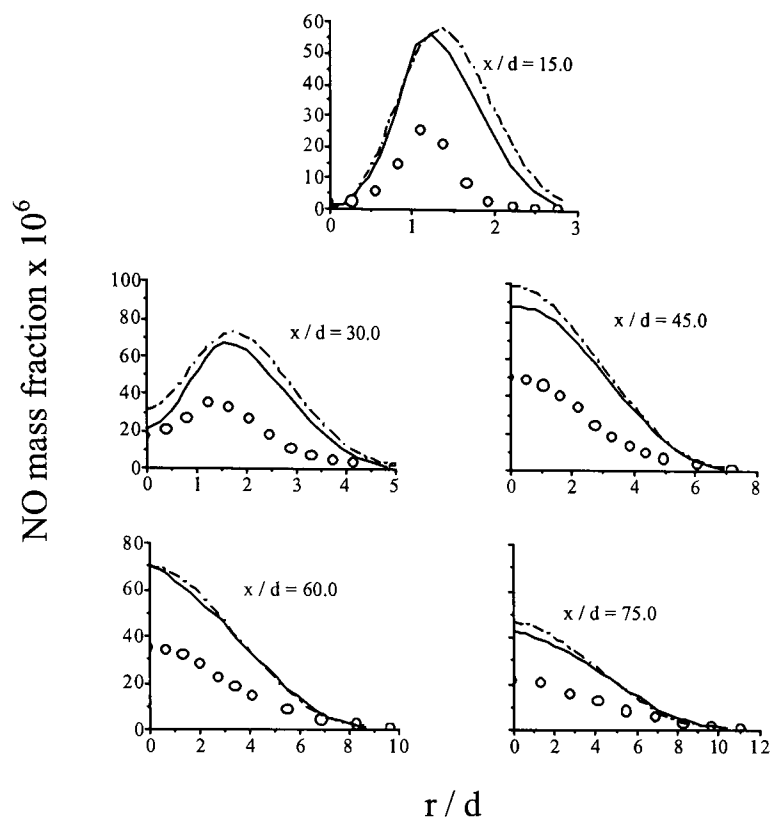 60
50
40
30
20
10
0
x / d = 15.0
0 1 2 3
NO mass fraction x 10⁶
100
80
60
40
20
0
x / d = 30.0
0 1 2 3 4 5
x / d = 45.0
0 2 4 6 8
80
60
40
20
0
x / d = 60.0
0 2 4 6 8 10
x / d = 75.0
0 2 4 6 8 10 12
r / d